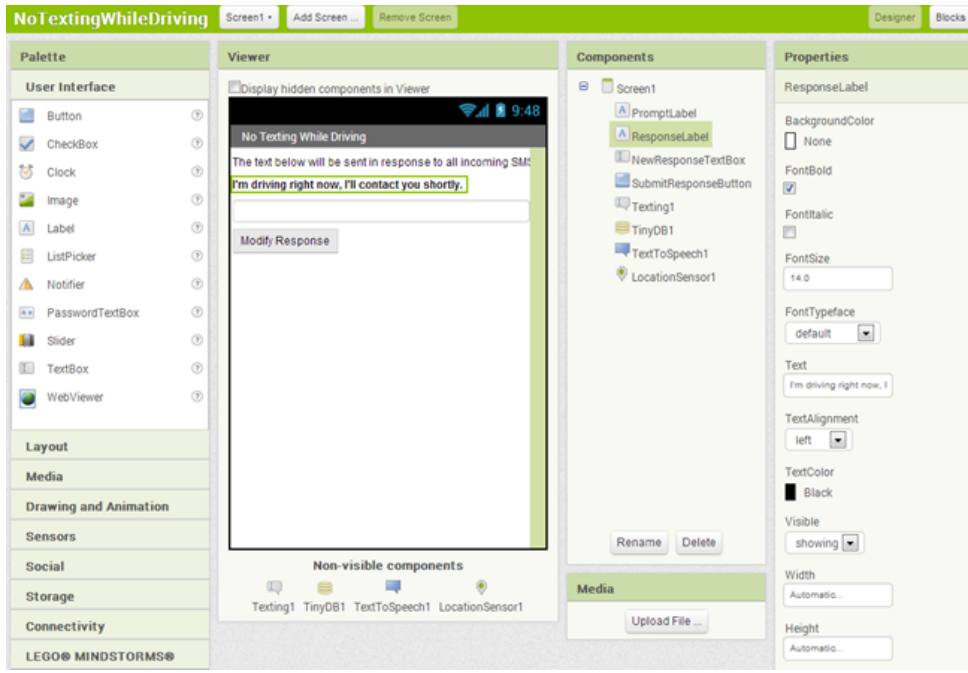 NoTextingWhileDriving
Screen1
Add Screen ...
Remove Screen
Designer
Blocks
Palette
User Interface
Button
CheckBox
Clock
Image
Label
ListPicker
Notifier
PasswordTextBox
Slider
TextBox
WebViewer
Layout
Media
Drawing and Animation
Sensors
Social
Storage
Connectivity
LEGO® MINDSTORMS®
Viewer
Display hidden components in Viewer
9:48
No Texting While Driving
The text below will be sent in response to all incoming SMS
I'm driving right now, I'll contact you shortly.
Modify Response
Non-visible components
Texting1 TinyDB1 TextToSpeech1 LocationSensor1
Components
Screen1
PromptLabel
ResponseLabel
NewResponseTextBox
SubmitResponseButton
Texting1
TinyDB1
TextToSpeech1
LocationSensor1
Rename
Delete
Media
Upload File ...
Properties
ResponseLabel
BackgroundColor
None
FontBold
FontItalic
FontSize
14.0
FontTypeface
default
Text
I'm driving right now, I
TextAlignment
left
TextColor
Black
Visible
showing
Width
Automatic...
Height
Automatic...